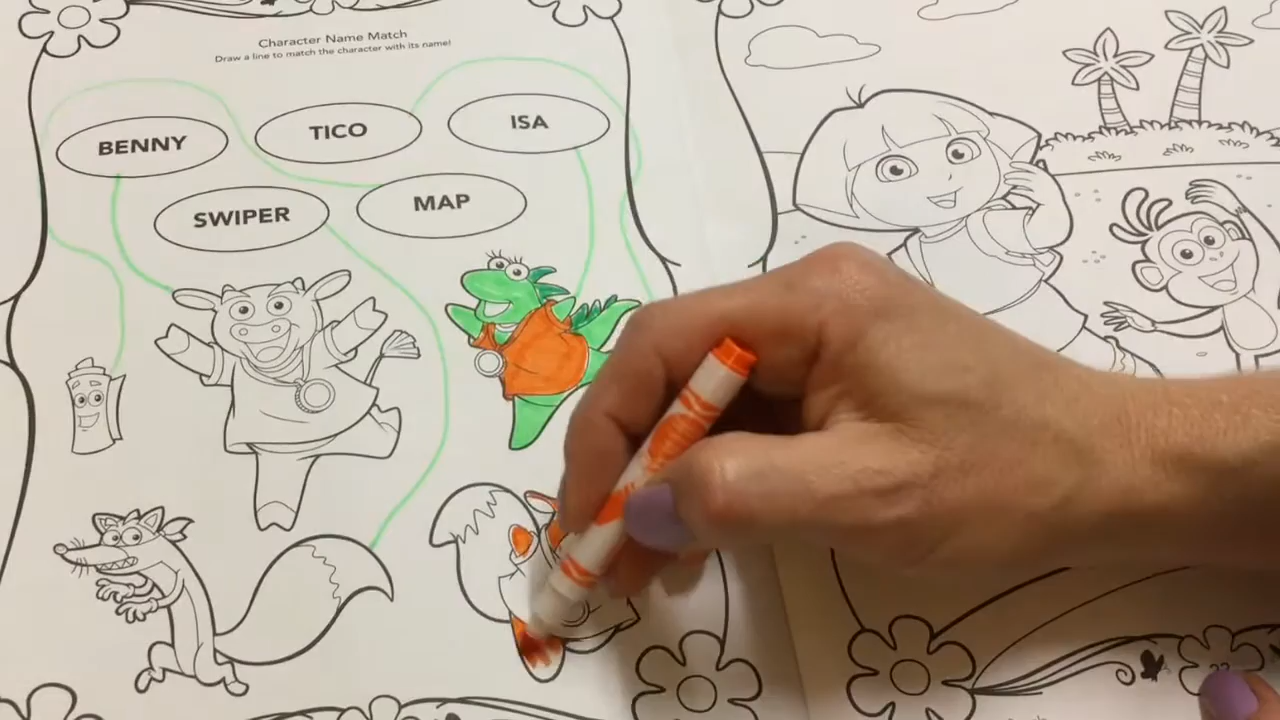 Character Name Match
Draw a line to match the character with its name!
BENNY
TICO
ISA
SWIPER
MAP